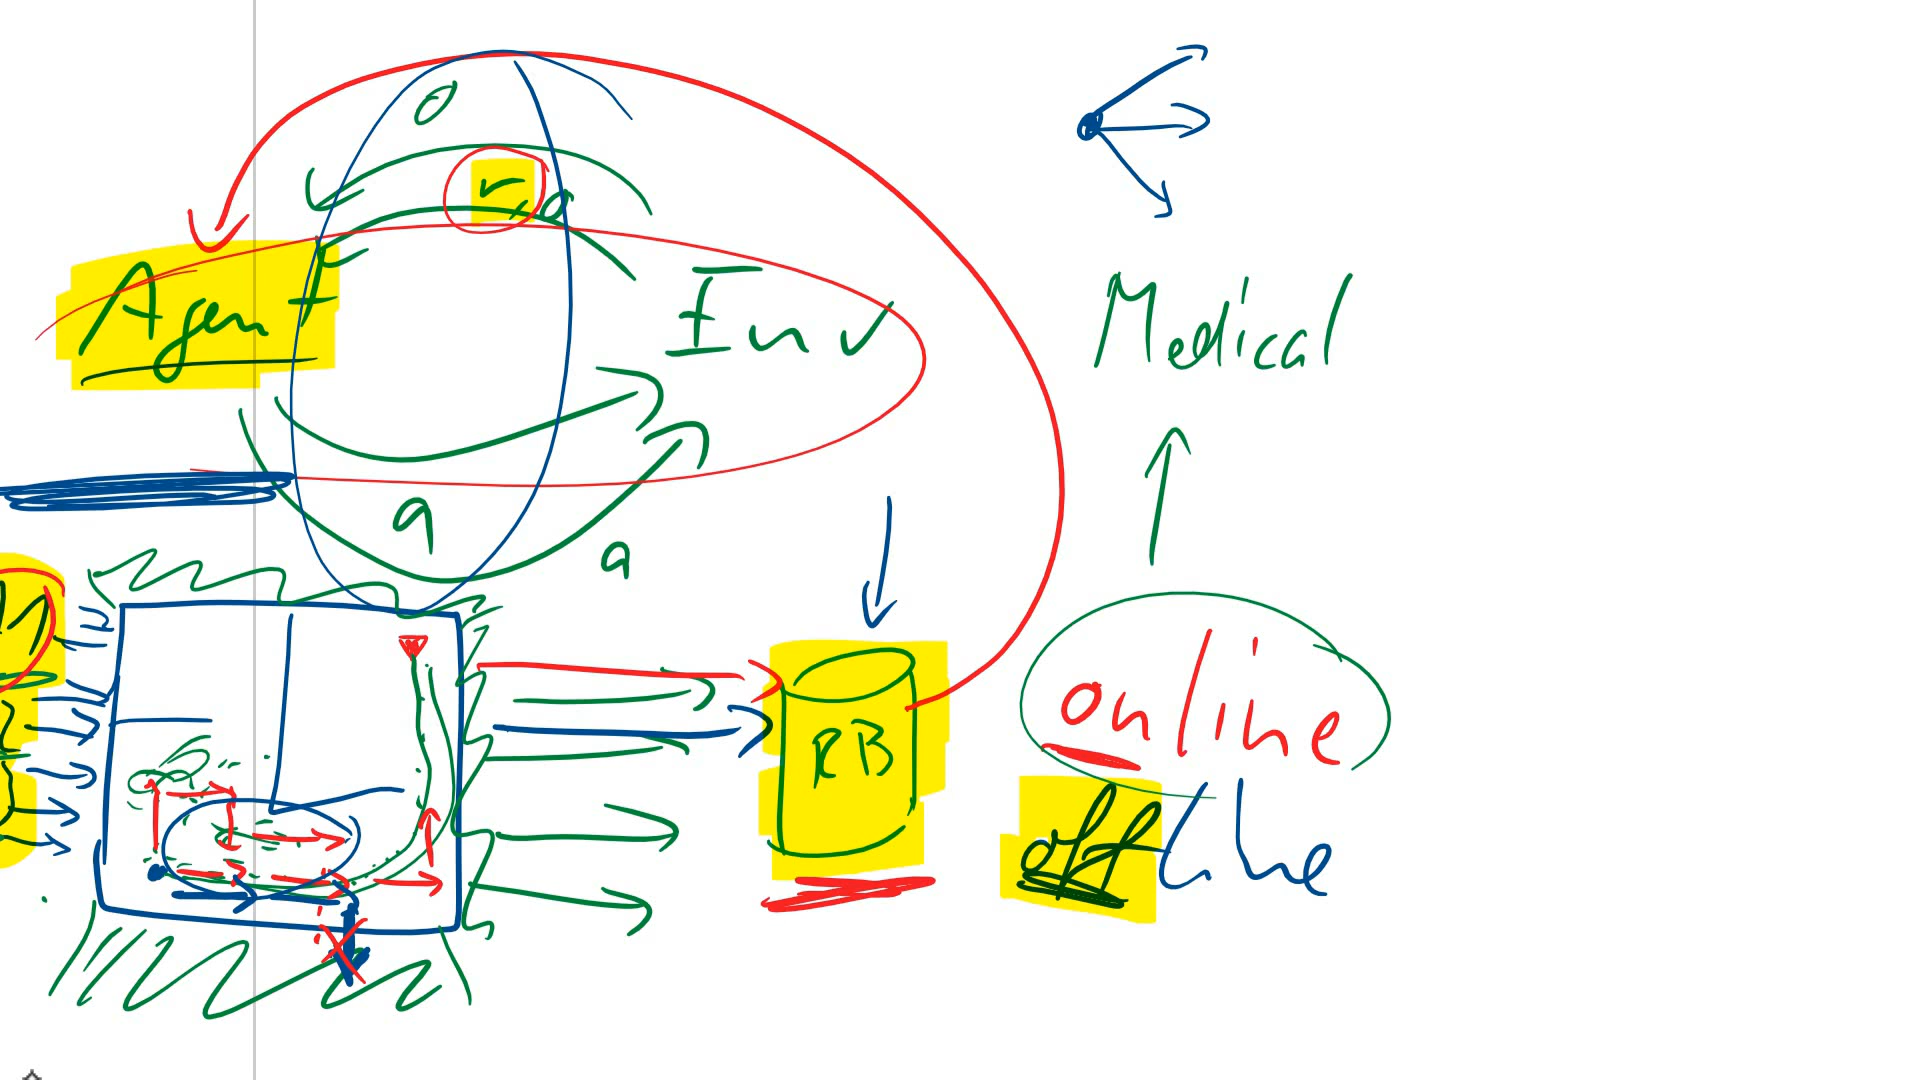 o
r, o
Agent
Env
a
a
Medical
RB
online
offline